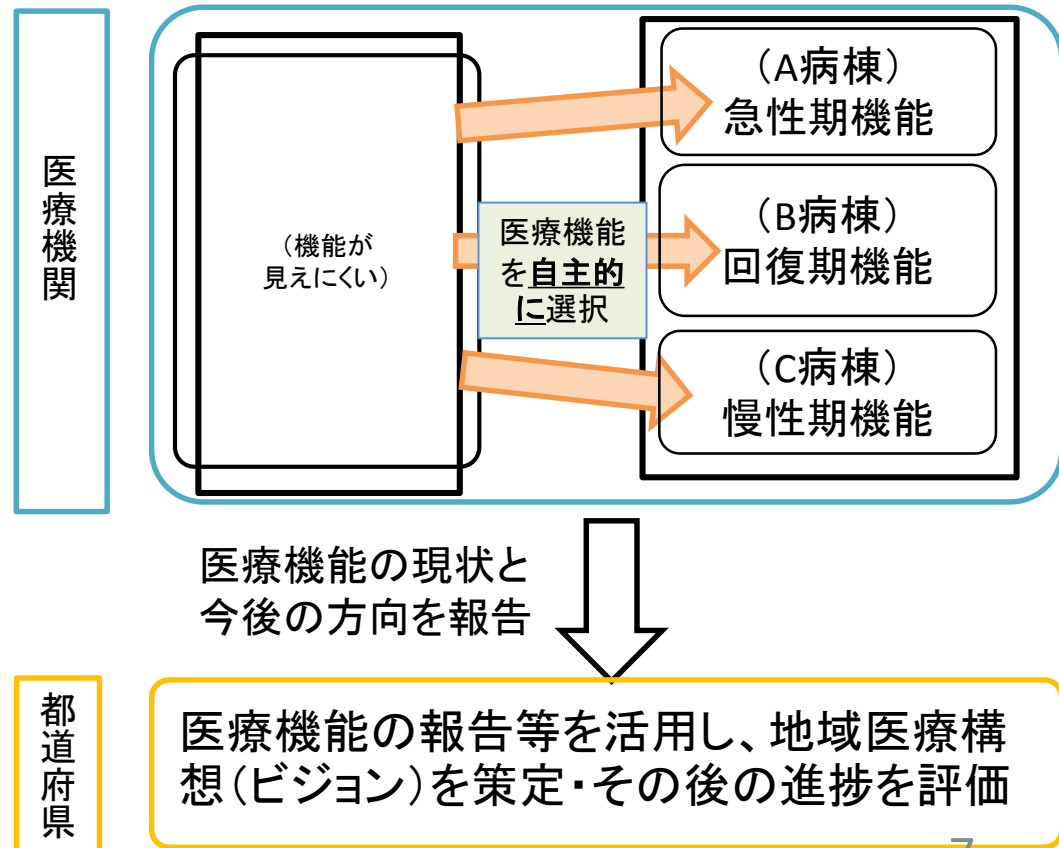 医療機関
（機能が
見えにくい）
医療機能
を自主的
に選択
（A病棟）
急性期機能
（B病棟）
回復期機能
（C病棟）
慢性期機能
医療機能の現状と
今後の方向を報告
都道府県
医療機能の報告等を活用し、地域医療構
想（ビジョン）を策定・その後の進捗を評価